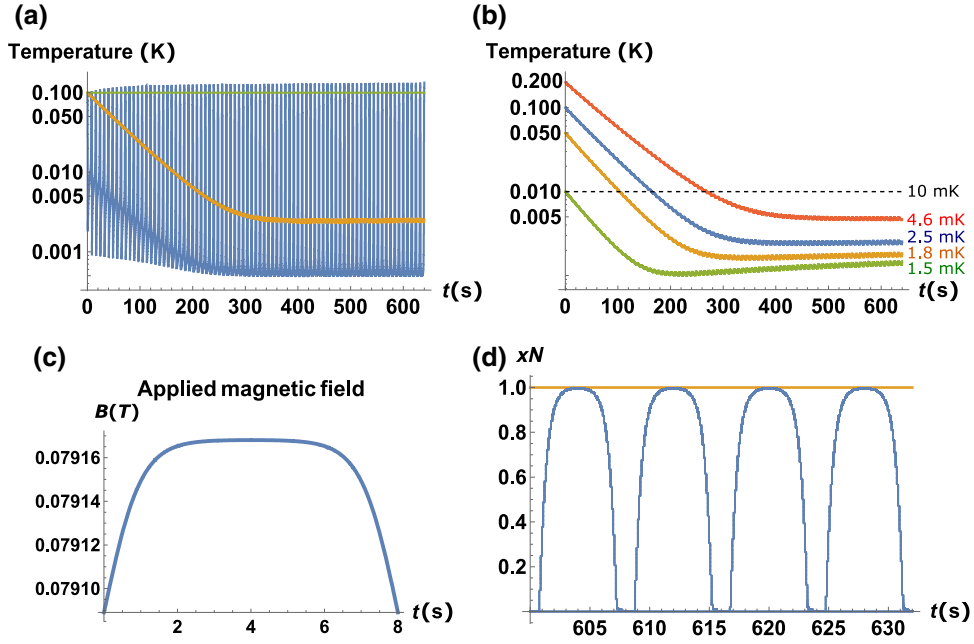 (a)
Temperature (K)
0.100
0.050
0.010
0.005
0.001
0 100 200 300 400 500 600
t(s)
(b)
Temperature (K)
0.200
0.100
0.050
0.010
0.005
10 mK
4.6 mK
2.5 mK
1.8 mK
1.5 mK
0 100 200 300 400 500 600
t(s)
(c)
Applied magnetic field
B(T)
0.07916
0.07914
0.07912
0.07910
2 4 6 8
t(s)
(d)
xN
1.0
0.8
0.6
0.4
0.2
605 610 615 620 625 630
t(s)